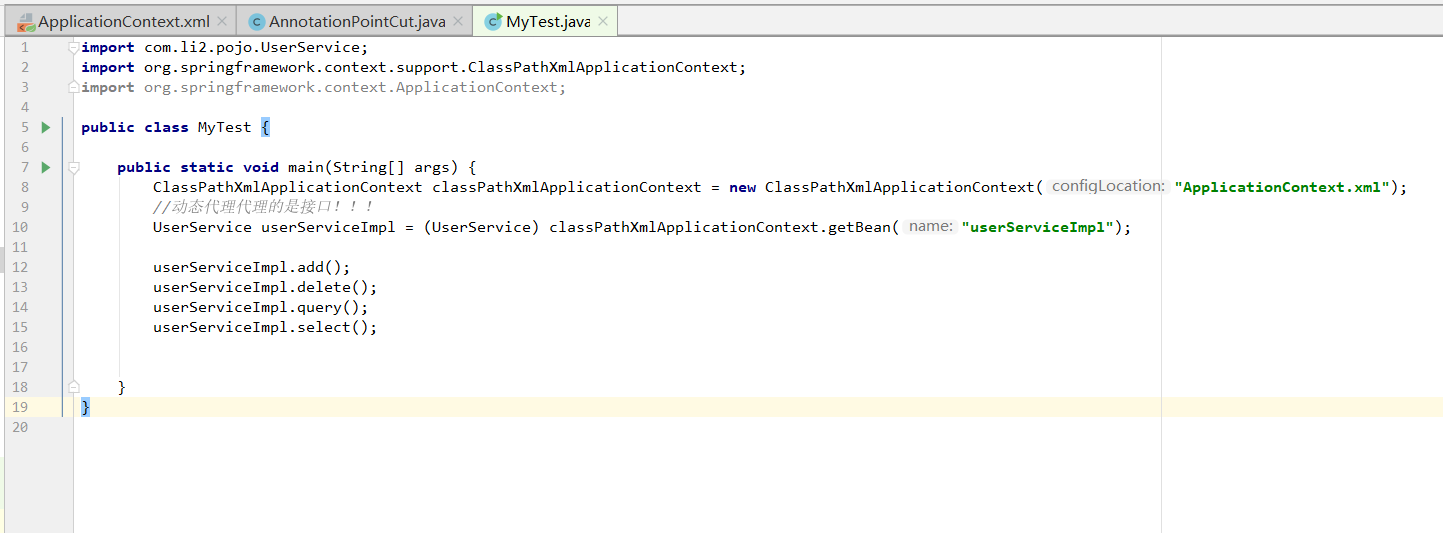 ApplicationContext.xml AnnotationPointCut.java MyTest.java
1 import com.li2.pojo.UserService;
2 import org.springframework.context.support.ClassPathXmlApplicationContext;
3 import org.springframework.context.ApplicationContext;
4
5 public class MyTest {
6
7 public static void main(String[] args) {
8 ClassPathXmlApplicationContext classPathXmlApplicationContext = new ClassPathXmlApplicationContext( configLocation: "ApplicationContext.xml");
9 //动态代理代理的是接口！！！
10 UserService userServiceImpl = (UserService) classPathXmlApplicationContext.getBean( name: "userServiceImpl");
11
12 userServiceImpl.add();
13 userServiceImpl.delete();
14 userServiceImpl.query();
15 userServiceImpl.select();
16
17
18 }
19 }
20